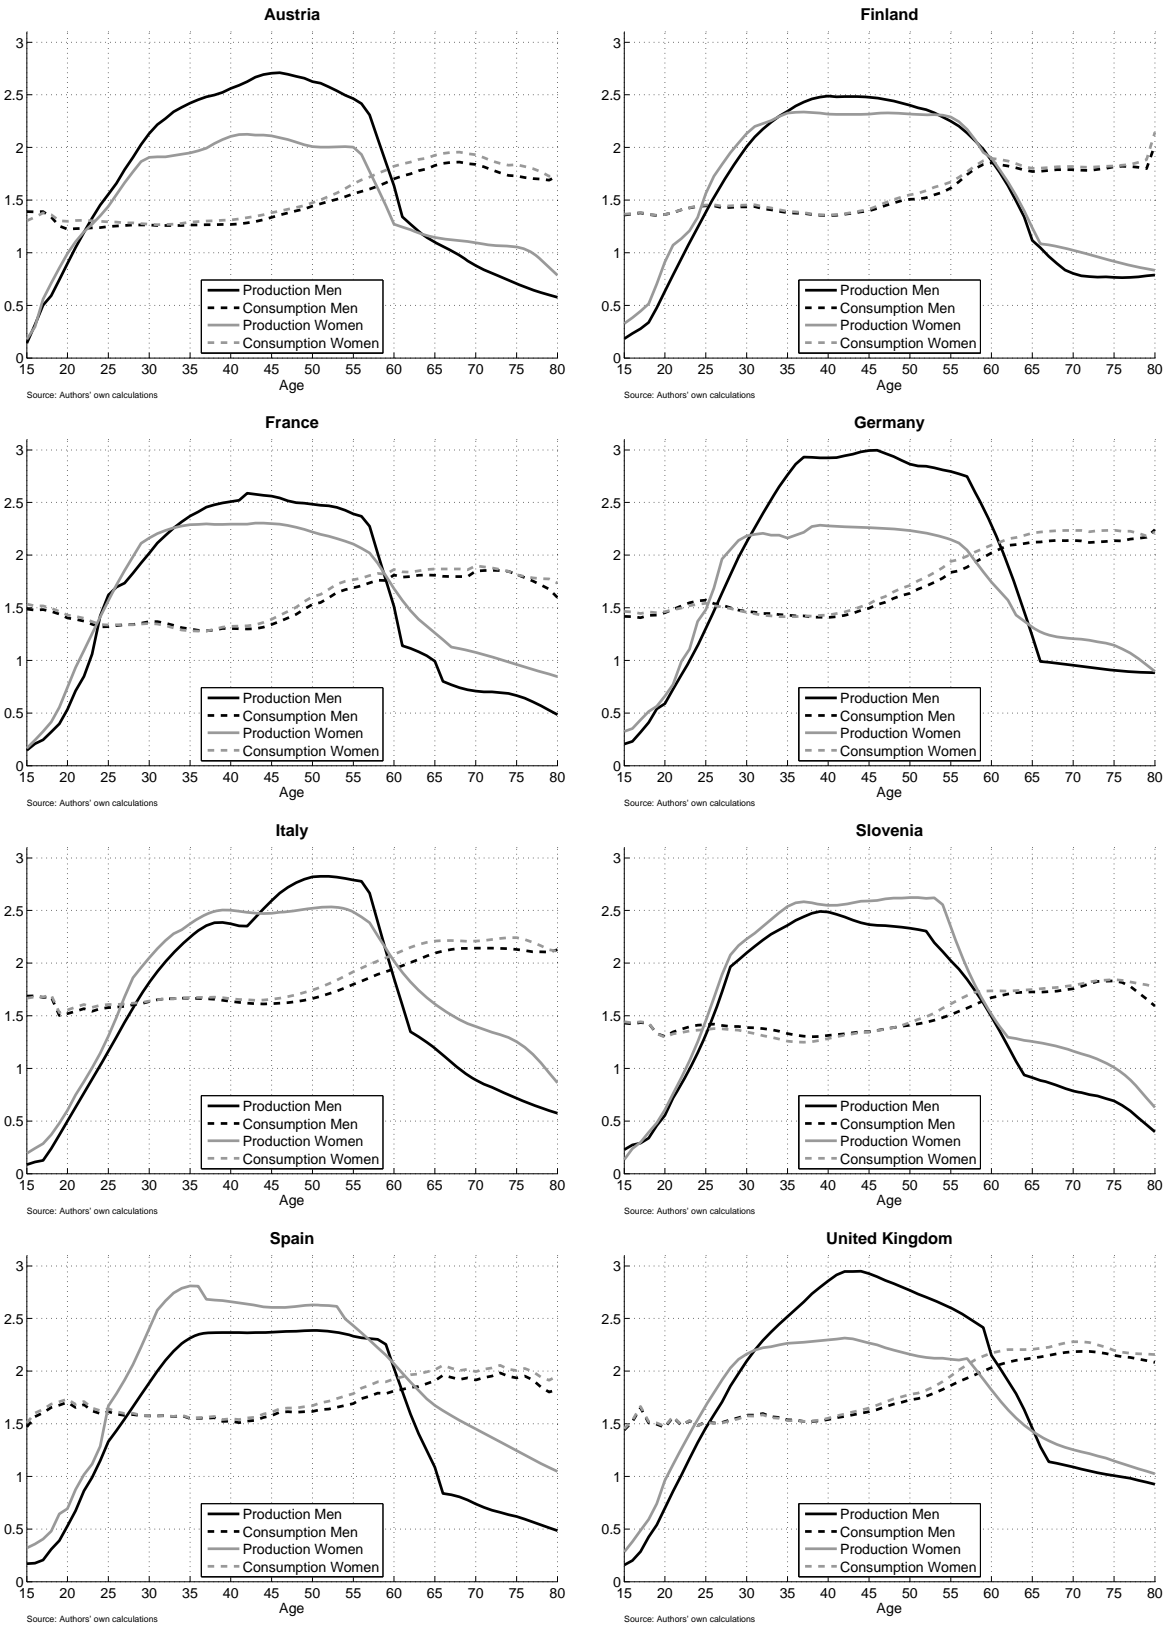 Austria
3
2.5
2
1.5
1
0.5
0
Production Men
Consumption Men
Production Women
Consumption Women
15 20 25 30 35 40 45 50 55 60 65 70 75 80
Age
Source: Authors' own calculations
Finland
3
2.5
2
1.5
1
0.5
0
Production Men
Consumption Men
Production Women
Consumption Women
15 20 25 30 35 40 45 50 55 60 65 70 75 80
Age
Source: Authors' own calculations
France
3
2.5
2
1.5
1
0.5
0
Production Men
Consumption Men
Production Women
Consumption Women
15 20 25 30 35 40 45 50 55 60 65 70 75 80
Age
Source: Authors' own calculations
Germany
3
2.5
2
1.5
1
0.5
0
Production Men
Consumption Men
Production Women
Consumption Women
15 20 25 30 35 40 45 50 55 60 65 70 75 80
Age
Source: Authors' own calculations
Italy
3
2.5
2
1.5
1
0.5
0
Production Men
Consumption Men
Production Women
Consumption Women
15 20 25 30 35 40 45 50 55 60 65 70 75 80
Age
Source: Authors' own calculations
Slovenia
3
2.5
2
1.5
1
0.5
0
Production Men
Consumption Men
Production Women
Consumption Women
15 20 25 30 35 40 45 50 55 60 65 70 75 80
Age
Source: Authors' own calculations
Spain
3
2.5
2
1.5
1
0.5
0
Production Men
Consumption Men
Production Women
Consumption Women
15 20 25 30 35 40 45 50 55 60 65 70 75 80
Age
Source: Authors' own calculations
United Kingdom
3
2.5
2
1.5
1
0.5
0
Production Men
Consumption Men
Production Women
Consumption Women
15 20 25 30 35 40 45 50 55 60 65 70 75 80
Age
Source: Authors' own calculations